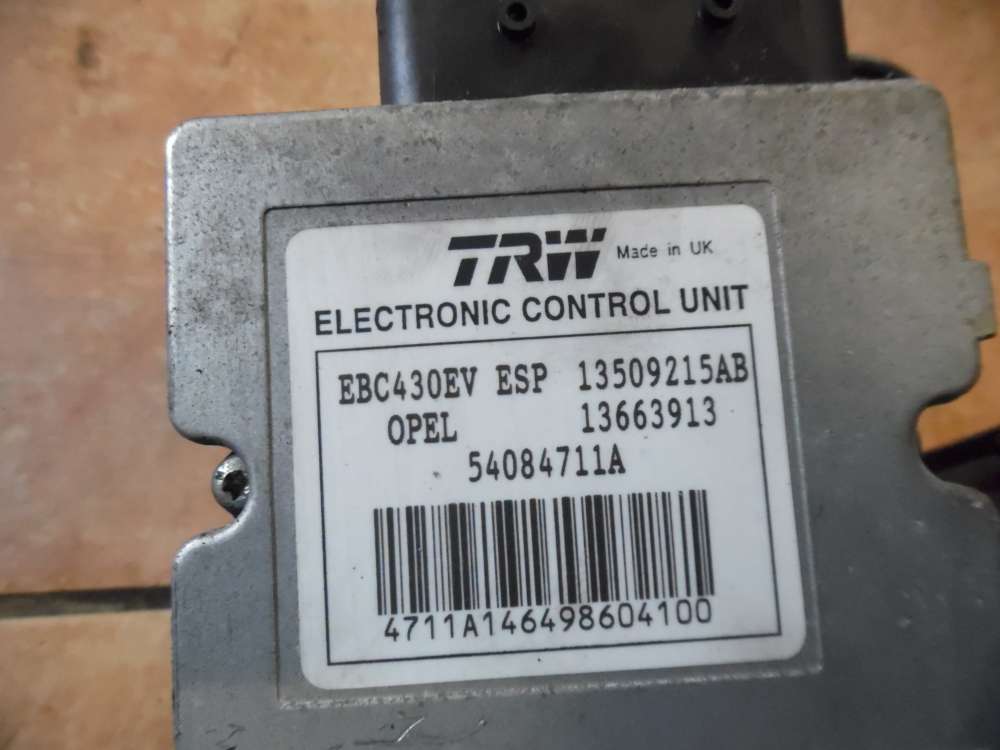 TRW Made in UK
ELECTRONIC CONTROL UNIT
EBC430EV ESP 13509215AB
OPEL 13663913
54084711A
4711A146498604100